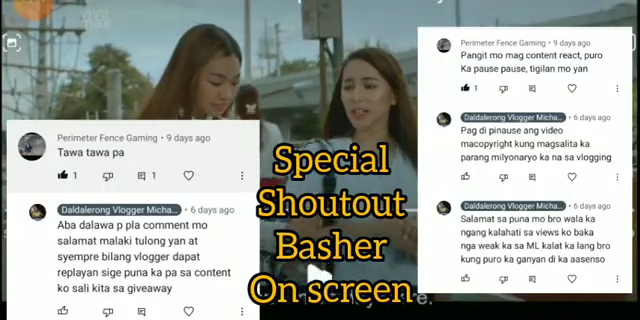 Perimeter Fence Gaming • 9 days ago
Tawa tawa pa
1
1
Daldalerong Vlogger Micha... • 6 days ago
Aba dalawa p pla comment mo
salamat malaki tulong yan at
syempre bilang vlogger dapat
replayan sige puna ka pa sa content
ko sali kita sa giveaway
Special
Shoutout
Basher
On screen
Perimeter Fence Gaming • 9 days ago
Pangit mo mag content react, puro
Ka pause pause, tigilan mo yan
1
Daldalerong Vlogger Micha... • 6 days ago
Pag di pinause ang video
macopyright kung magsalita ka
parang milyonaryo ka na sa vlogging
Daldalerong Vlogger Micha... • 6 days ago
Salamat sa puna mo bro wala ka
ngang kalahati sa views ko baka
nga weak ka sa ML kalat ka lang bro
kung puro ka ganyan di ka aasenso